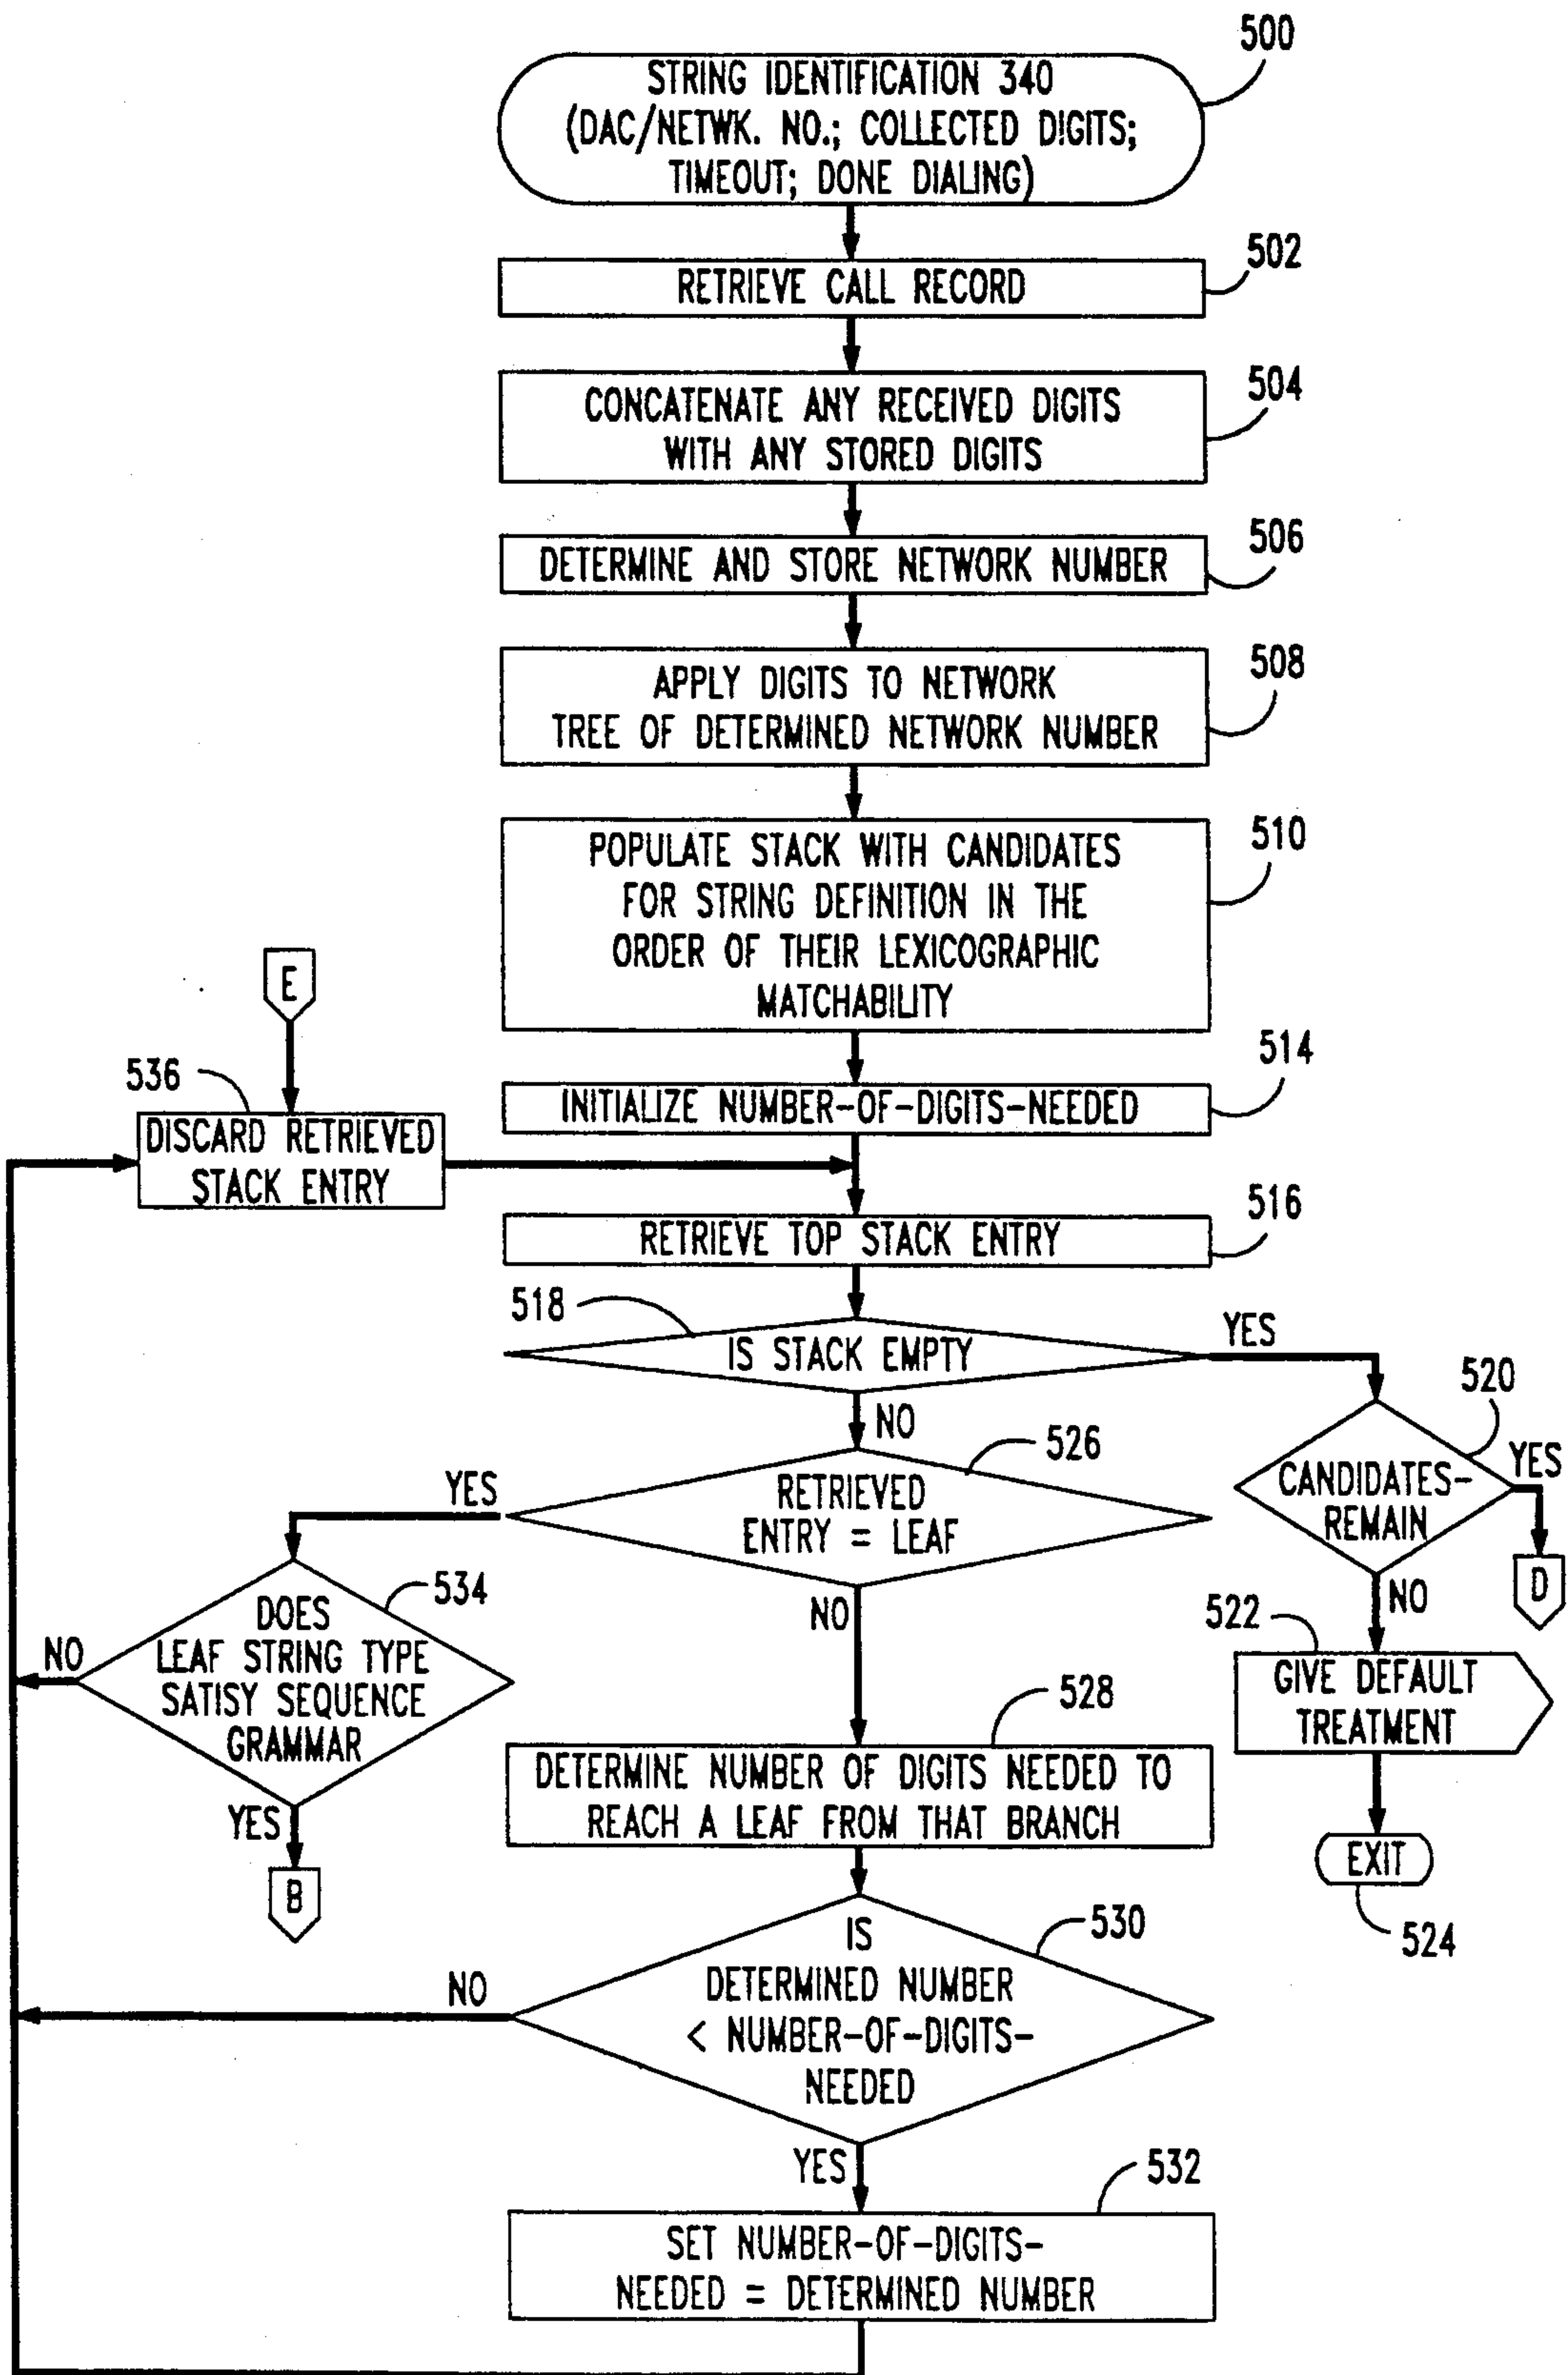 500
STRING IDENTIFICATION 340
(DAC/NETWK. NO.; COLLECTED DIGITS;
TIMEOUT; DONE DIALING)
502
RETRIEVE CALL RECORD
504
CONCATENATE ANY RECEIVED DIGITS
WITH ANY STORED DIGITS
506
DETERMINE AND STORE NETWORK NUMBER
508
APPLY DIGITS TO NETWORK
TREE OF DETERMINED NETWORK NUMBER
510
POPULATE STACK WITH CANDIDATES
FOR STRING DEFINITION IN THE
ORDER OF THEIR LEXICOGRAPHIC
MATCHABILITY
E
514
INITIALIZE NUMBER-OF-DIGITS-NEEDED
536
DISCARD RETRIEVED
STACK ENTRY
516
RETRIEVE TOP STACK ENTRY
518
IS STACK EMPTY
YES
NO
520
CANDIDATES-
REMAIN
YES
D
NO
522
GIVE DEFAULT
TREATMENT
EXIT
524
526
RETRIEVED
ENTRY = LEAF
YES
NO
534
DOES
LEAF STRING TYPE
SATISY SEQUENCE
GRAMMAR
NO
YES
B
528
DETERMINE NUMBER OF DIGITS NEEDED TO
REACH A LEAF FROM THAT BRANCH
530
IS
DETERMINED NUMBER
< NUMBER-OF-DIGITS-
NEEDED
NO
YES
532
SET NUMBER-OF-DIGITS-
NEEDED = DETERMINED NUMBER